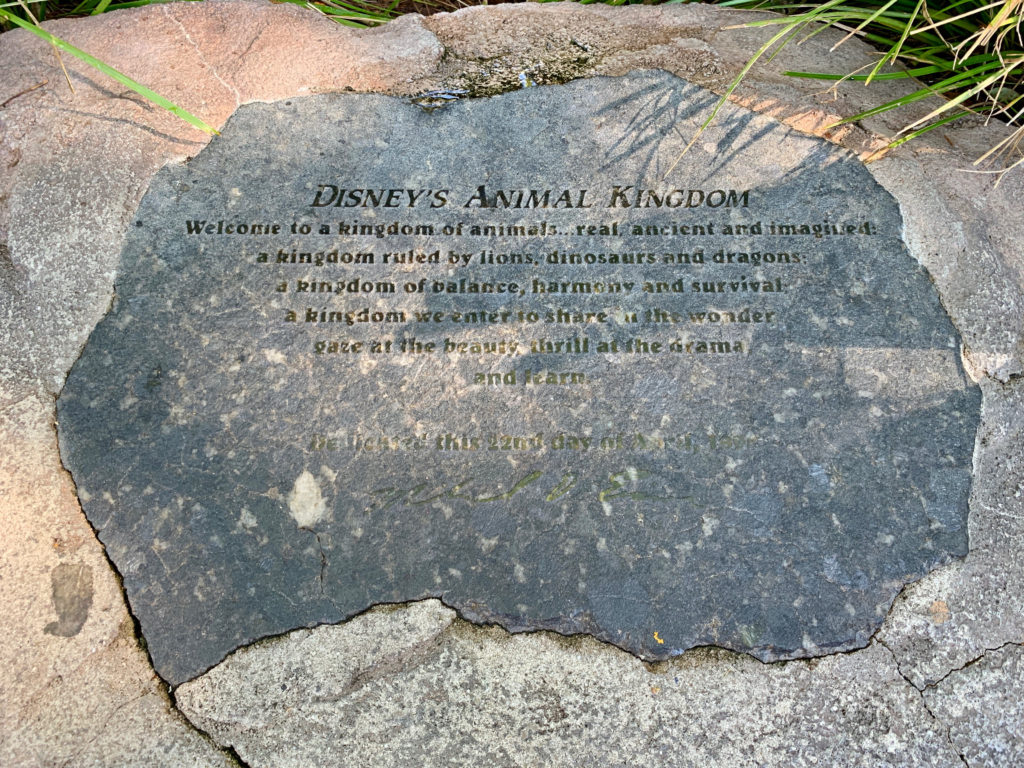 DISNEY'S ANIMAL KINGDOM
Welcome to a kingdom of animals...real, ancient and imagined:
a kingdom ruled by lions, dinosaurs and dragons;
a kingdom of balance, harmony and survival;
a kingdom we enter to share in the wonder
gaze at the beauty, thrill at the drama
and learn.
Dedicated this 22nd day of April, 1998